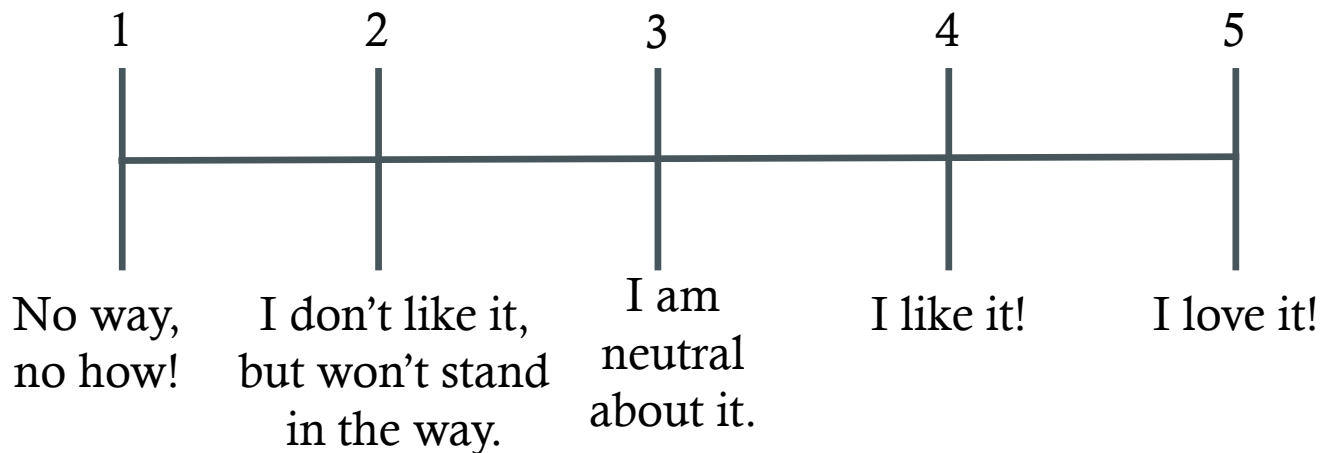 1 2 3 4 5
No way,
no how!
I don’t like it,
but won’t stand
in the way.
I am
neutral
about it.
I like it!
I love it!